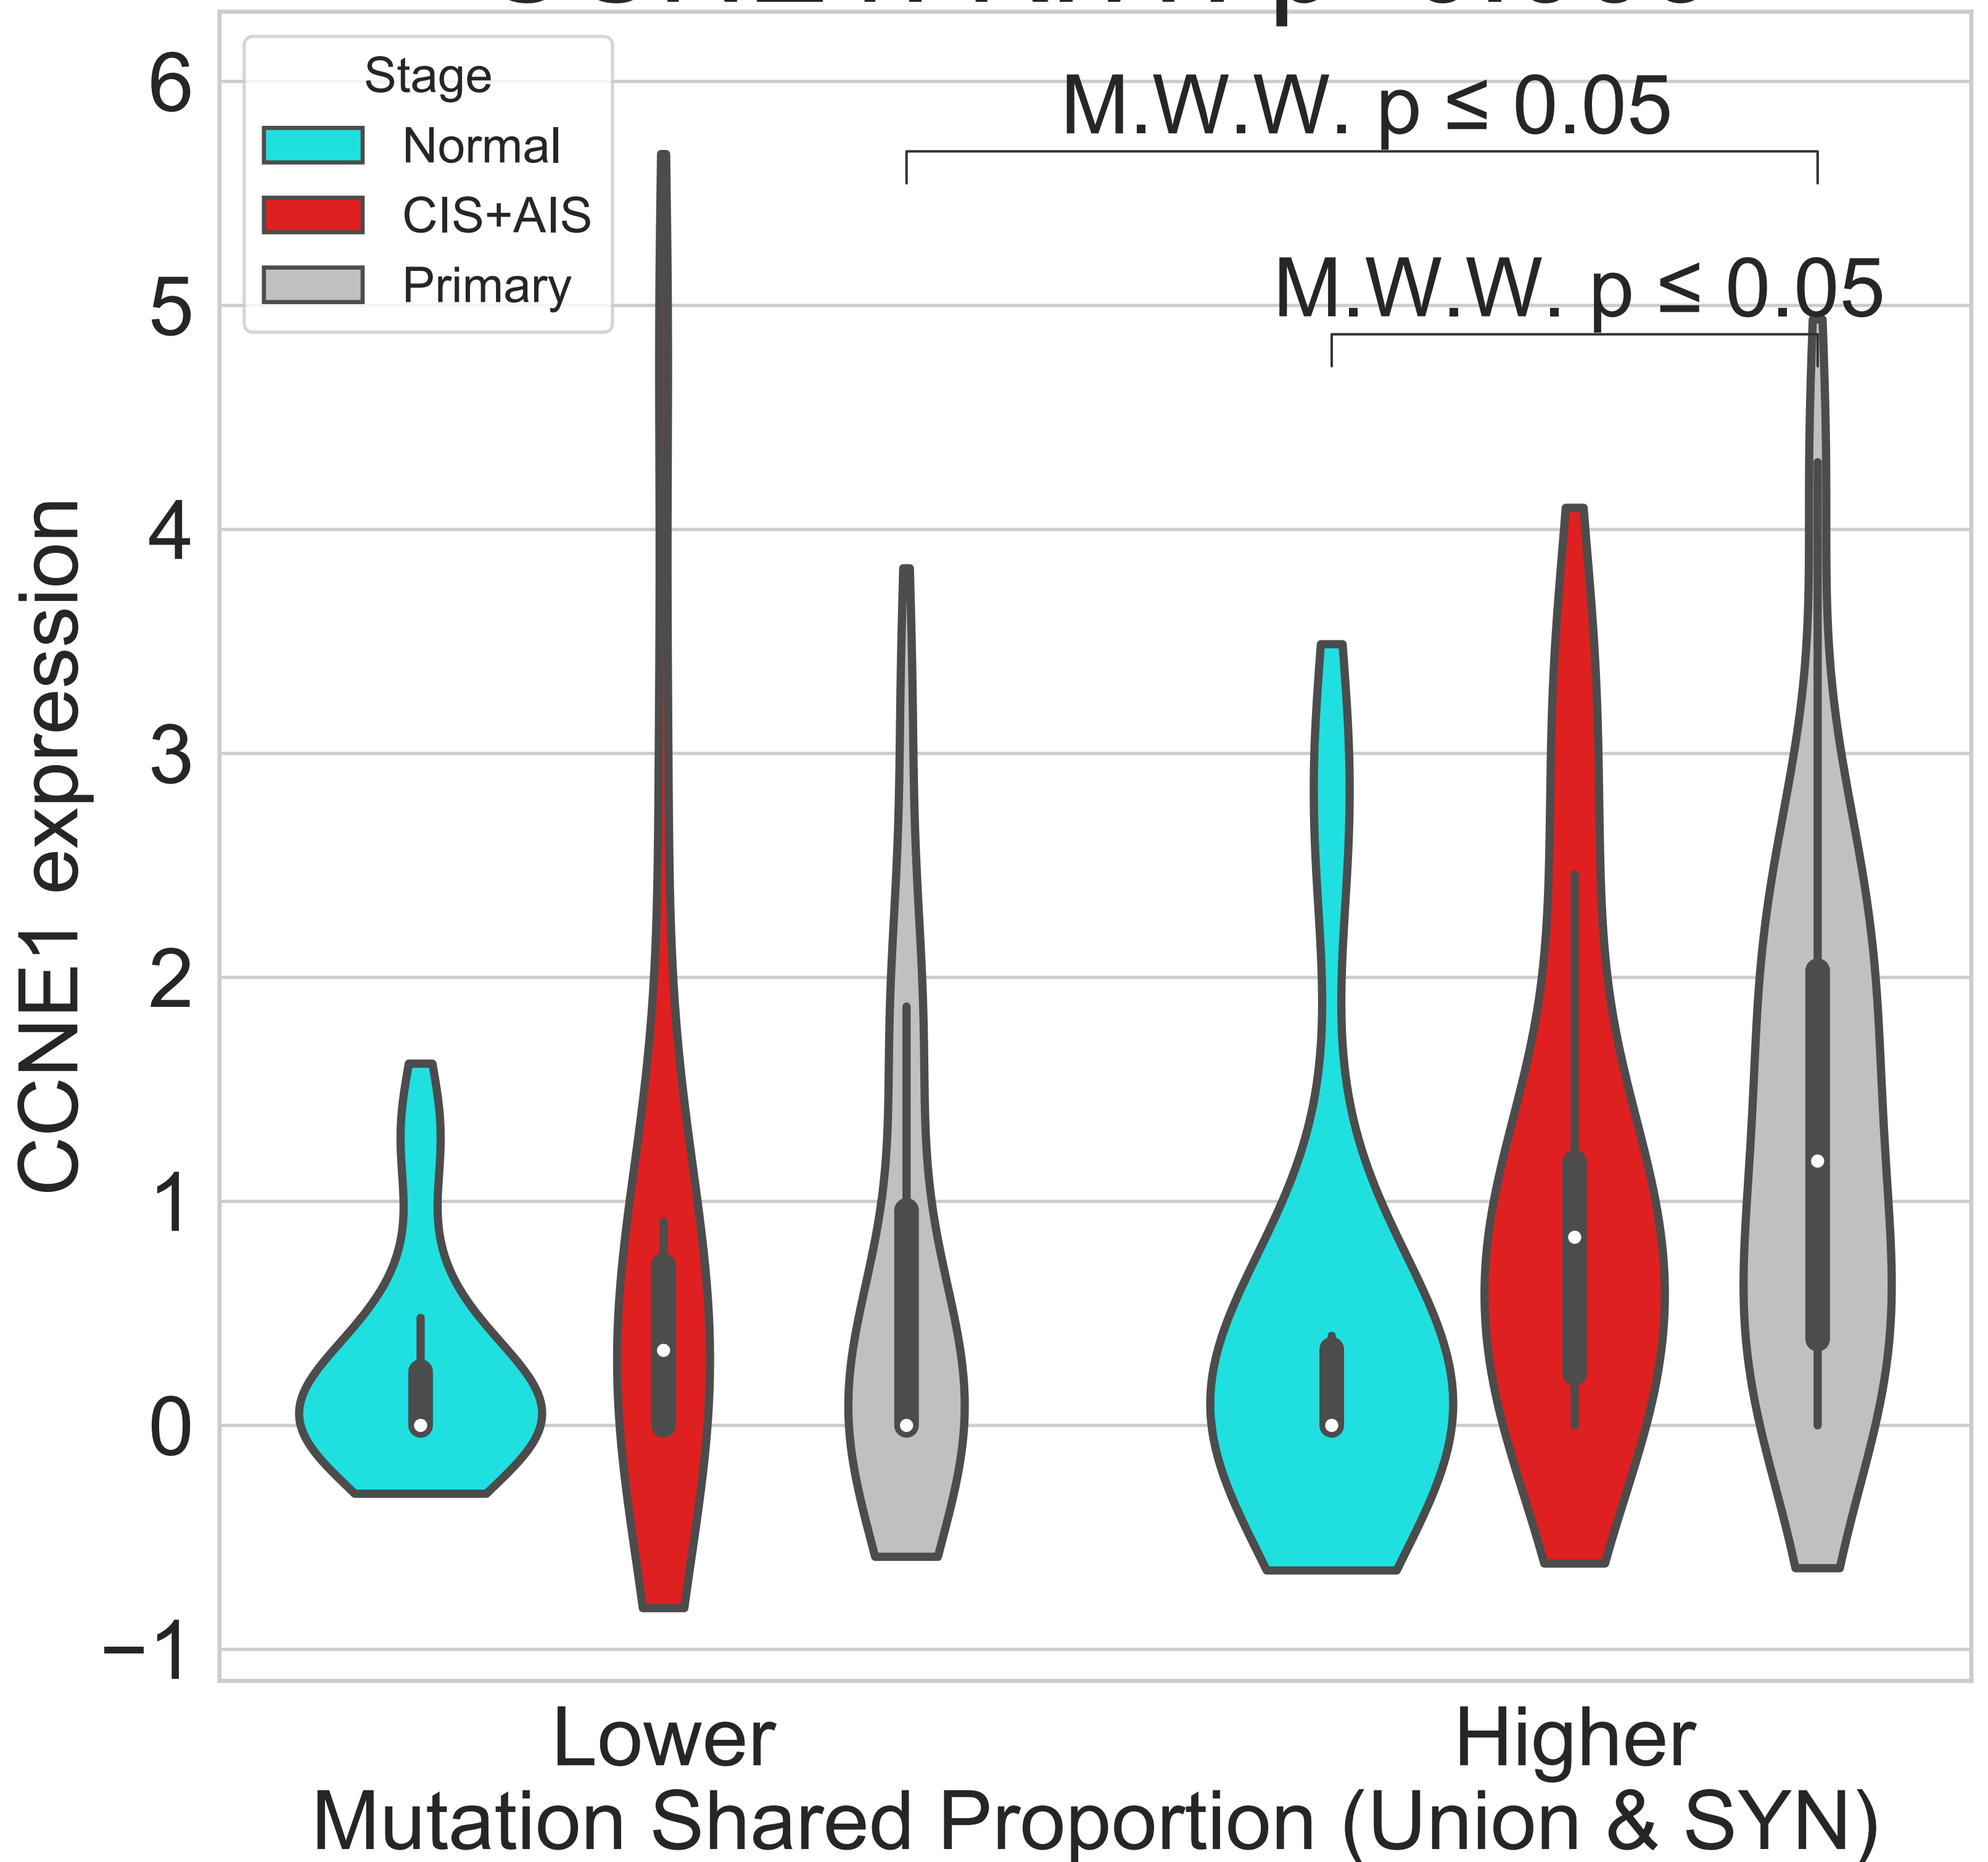 6
5
4
3
2
1
0
−1
CCNE1 expression
Stage
Normal
CIS+AIS
Primary
M.W.W. p ≤ 0.05
M.W.W. p ≤ 0.05
Lower
Higher
Mutation Shared Proportion (Union & SYN)